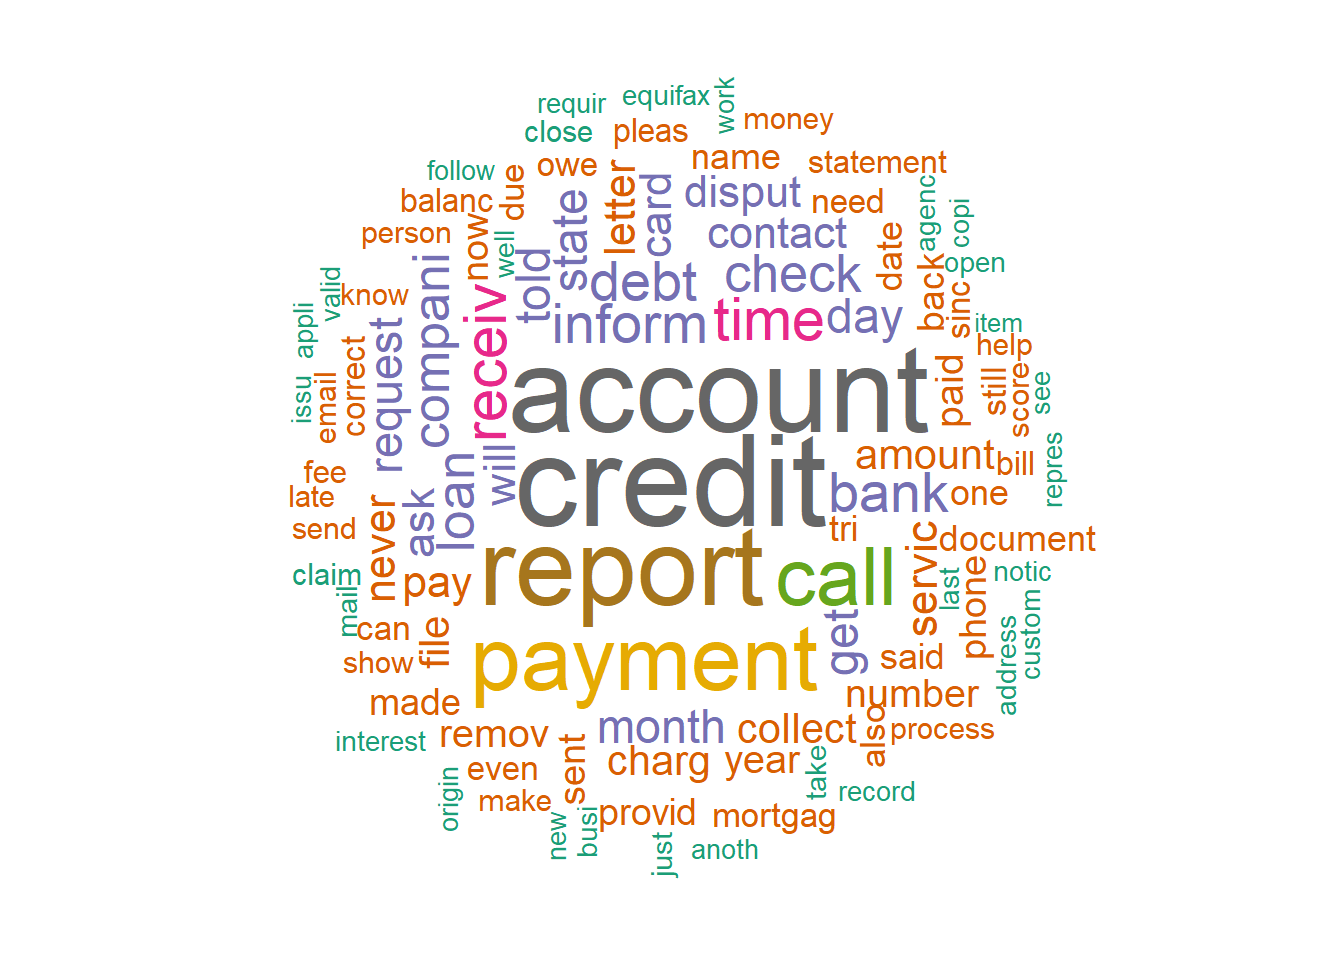 work
equifax
requir
money
close
pleas
name
statement
follow
due
owe
letter
card
disput
need
agenc
copi
balanc
state
person
now
well
told
contact
date
back
open
valid
know
compani
debt
check
sinc
appli
request
receiv
inform
time
day
item
help
issu
email
correct
account
paid
still
score
see
fee
late
send
loan
will
credit
amount
bill
bank
one
repres
never
ask
tri
document
claim
pay
report
call
servic
last
notic
mail
can
file
get
phone
custom
address
show
payment
said
made
number
interest
remov
month
collect
also
process
even
sent
charg
year
take
record
origin
make
provid
mortgag
new
busi
just
anoth